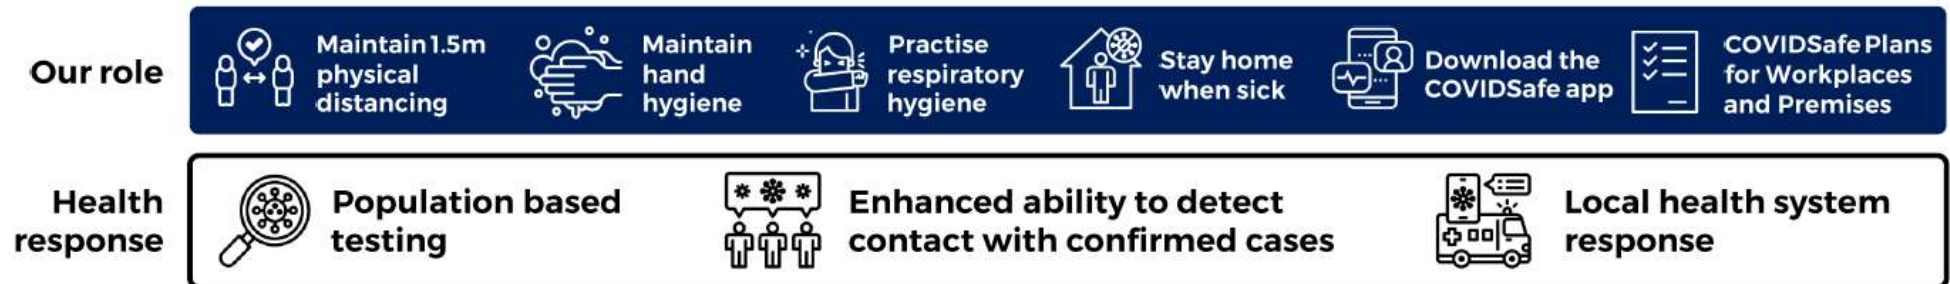 Our role
Maintain 1.5m
physical
distancing
Maintain
hand
hygiene
Practise
respiratory
hygiene
Stay home
when sick
Download the
COVIDSafe app
COVIDSafe Plans
for Workplaces
and Premises
Health
response
Population based
testing
Enhanced ability to detect
contact with confirmed cases
Local health system
response